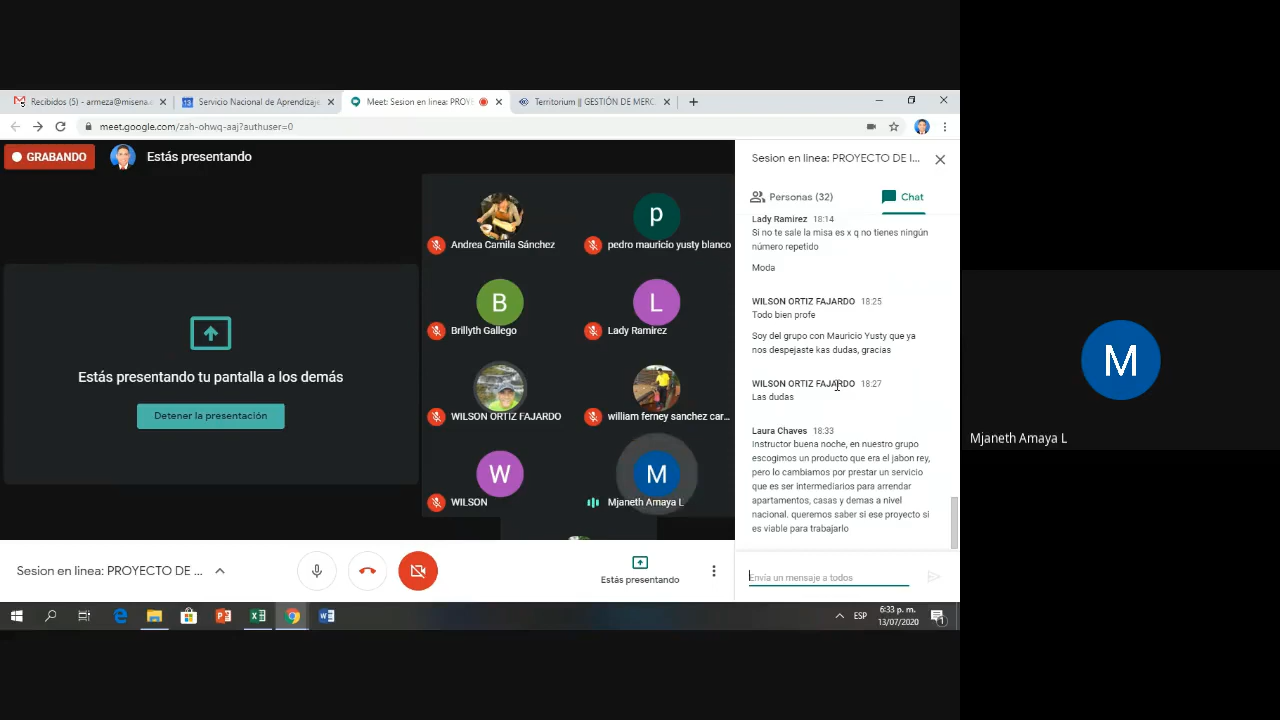 Recibidos (5) - armeza@misena.
Servicio Nacional de Aprendizaje
Meet: Sesion en linea: PROYE
Territorium || GESTIÓN DE MERC
meet.google.com/zah-ohwq-aaj?authuser=0
GRABANDO
Estás presentando
Sesion en linea: PROYECTO DE I...
Personas (32)
Chat
Andrea Camila Sánchez
p
pedro mauricio yusty blanco
B
Brillyth Gallego
L
Lady Ramirez
WILSON ORTIZ FAJARDO
william ferney sanchez car...
W
WILSON
M
Mjaneth Amaya L
Estás presentando tu pantalla a los demás
Detener la presentación
Lady Ramirez 18:14
Si no te sale la misa es x q no tienes ningún
número repetido
Moda
WILSON ORTIZ FAJARDO 18:25
Todo bien profe
Soy del grupo con Mauricio Yusty que ya
nos despejaste kas dudas, gracias
WILSON ORTIZ FAJARDO 18:27
Las dudas
Laura Chaves 18:33
Instructor buena noche, en nuestro grupo
escogimos un producto que era el jabon rey,
pero lo cambiamos por prestar un servicio
que es ser intermediarios para arrendar
apartamentos, casas y demas a nivel
nacional. queremos saber si ese proyecto si
es viable para trabajarlo
Envía un mensaje a todos
Sesion en linea: PROYECTO DE ...
Estás presentando
ESP
6:33 p. m.
13/07/2020
M
Mjaneth Amaya L